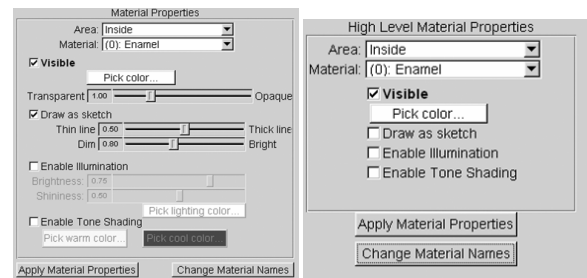 Material Properties
Area: Inside
Material: (0): Enamel
Visible
Pick color...
Transparent 1.00 Opaque
Draw as sketch
Thin line 0.50 Thick line
Dim 0.80 Bright
Enable Illumination
Brightness: 0.75
Shininess: 0.50
Pick lighting color...
Enable Tone Shading
Pick warm color... Pick cool color...
Apply Material Properties Change Material Names
High Level Material Properties
Area: Inside
Material: (0): Enamel
Visible
Pick color...
Draw as sketch
Enable Illumination
Enable Tone Shading
Apply Material Properties
Change Material Names